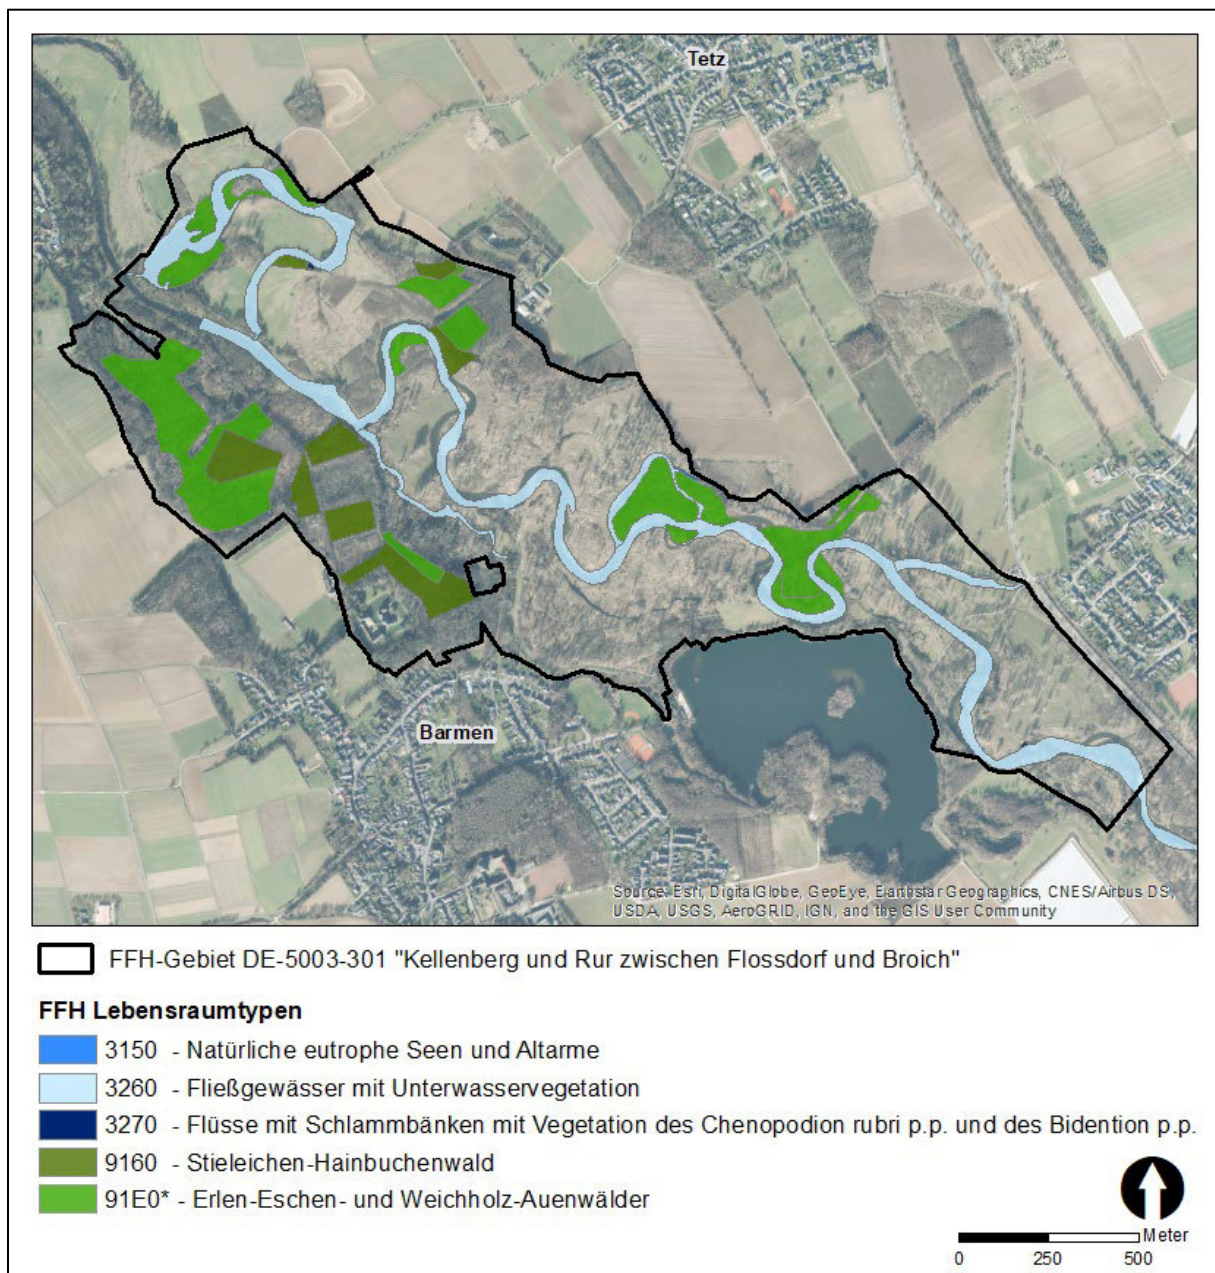 Tetz
Barmen
Source: Esri, DigitalGlobe, GeoEye, Earthstar Geographics, CNES/Airbus DS,
USDA, USGS, AeroGRID, IGN, and the GIS User Community
FFH-Gebiet DE-5003-301 "Kellenberg und Rur zwischen Flossdorf und Broich"
FFH Lebensraumtypen
3150 - Natürliche eutrophe Seen und Altarme
3260 - Fließgewässer mit Unterwasservegetation
3270 - Flüsse mit Schlammbänken mit Vegetation des Chenopodion rubri p.p. und des Bidention p.p.
9160 - Stieleichen-Hainbuchenwald
91E0* - Erlen-Eschen- und Weichholz-Auenwälder
Meter
0 250 500